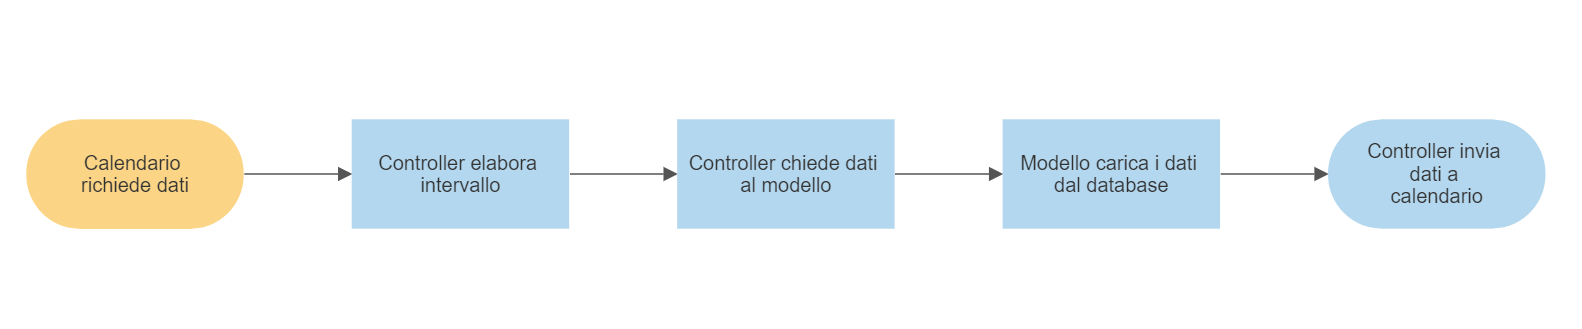 Calendario
richiede dati
Controller elabora
intervallo
Controller chiede dati
al modello
Modello carica i dati
dal database
Controller invia
dati a
calendario